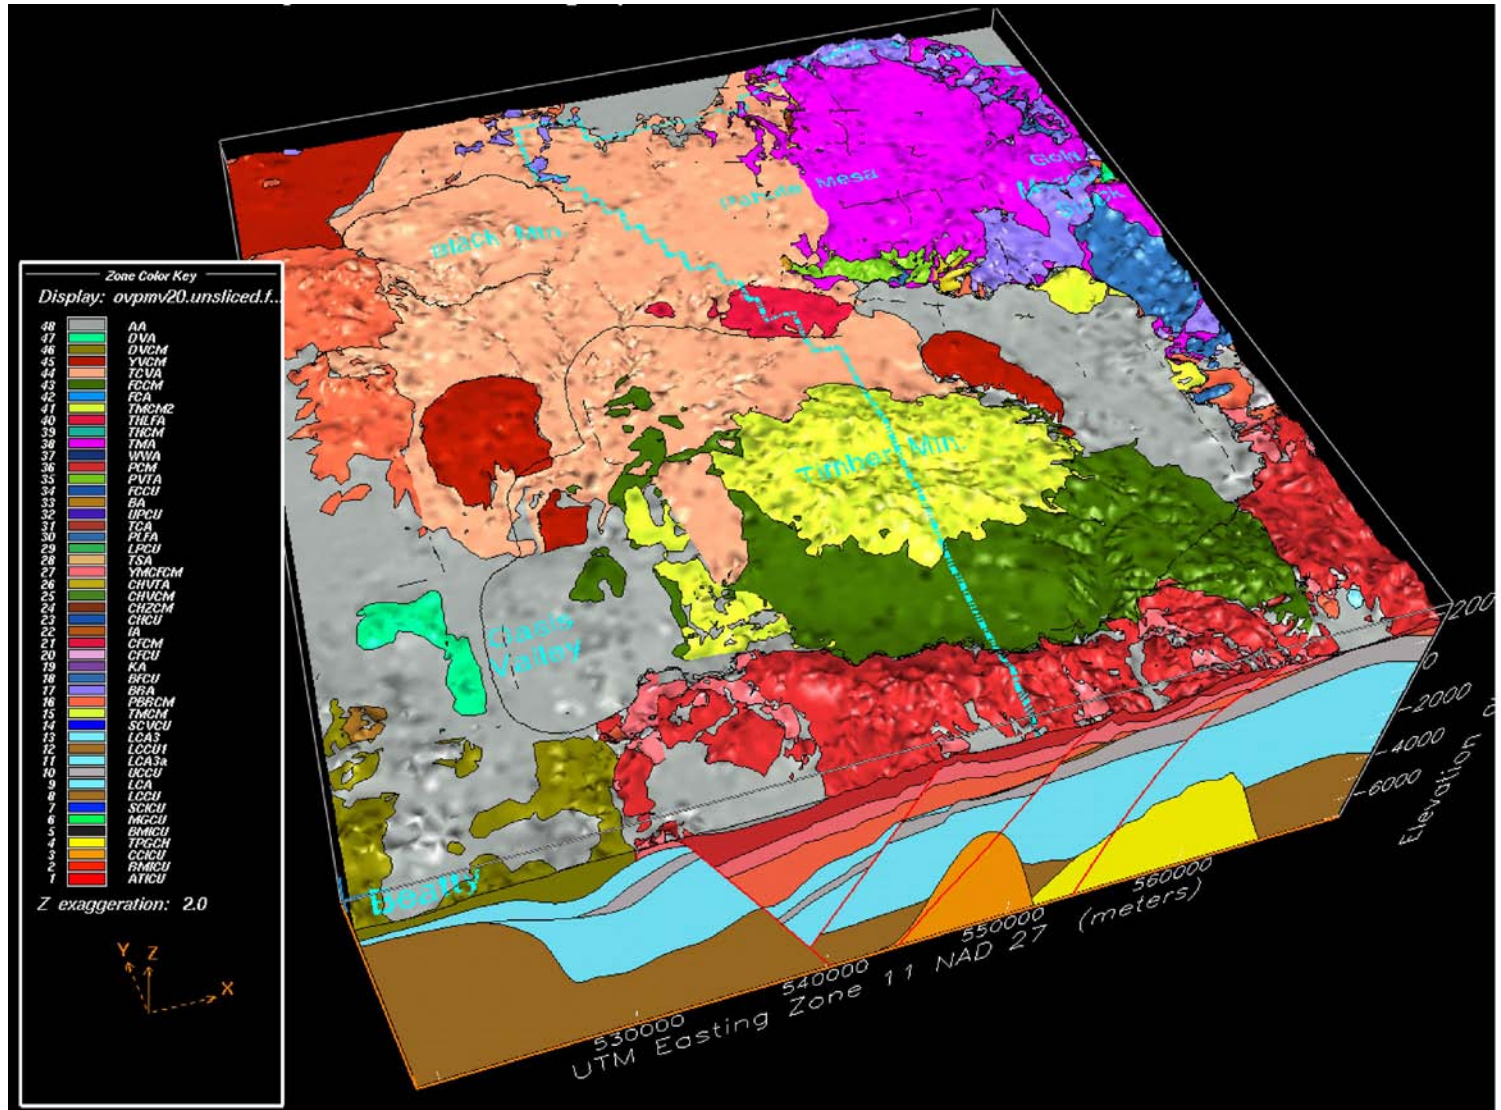 Black Mtn.
Pahute Mesa
Gold
Meadows
Stock
Timber Mtn.
Oasis
Valley
Beatty
Zone Color Key
Display: ovpmv20.unsliced.f...
48 AA
47 DVA
46 DVCM
45 YVCM
44 TCVA
43 FCCM
42 FCA
41 TMCM2
40 THLFA
39 THCM
38 TMA
37 WWA
36 PCM
35 PVTA
34 FCCU
33 BA
32 UPCU
31 TCA
30 PLFA
29 LPCU
28 TSA
27 YMCFCM
26 CHVTA
25 CHVCM
24 CHZCM
23 CHCU
22 IA
21 CFCM
20 CFCU
19 KA
18 BFCU
17 BRA
16 PBRCM
15 TMCM
14 SCVCU
13 LCA3
12 LCCU1
11 LCA3a
10 UCCU
9 LCA
8 LCCU
7 SCICU
6 MGCU
5 BMICU
4 TPGCH
3 CCICU
2 RMICU
1 ATICU
Z exaggeration: 2.0
Y Z
X
200
0
-2000
-4000
-6000
Elevation
530000
540000
550000
560000
UTM Easting Zone 11 NAD 27 (meters)